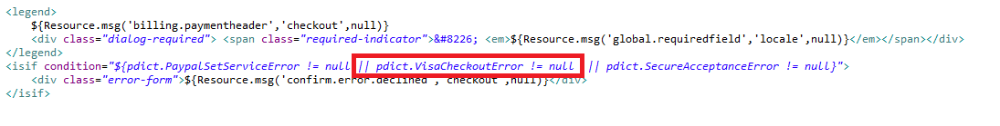 <legend>
${Resource.msg('billing.paymentheader','checkout',null)}
<div class="dialog-required"> <span class="required-indicator">&#8226; <em>${Resource.msg('global.requiredfield','locale',null)}</em></span></div>
</legend>
<isif condition="${pdict.PaypalSetServiceError != null || pdict.VisaCheckoutError != null || pdict.SecureAcceptanceError != null}">
<div class="error-form">${Resource.msg('confirm.error.declined','checkout',null)}</div>
</isif>